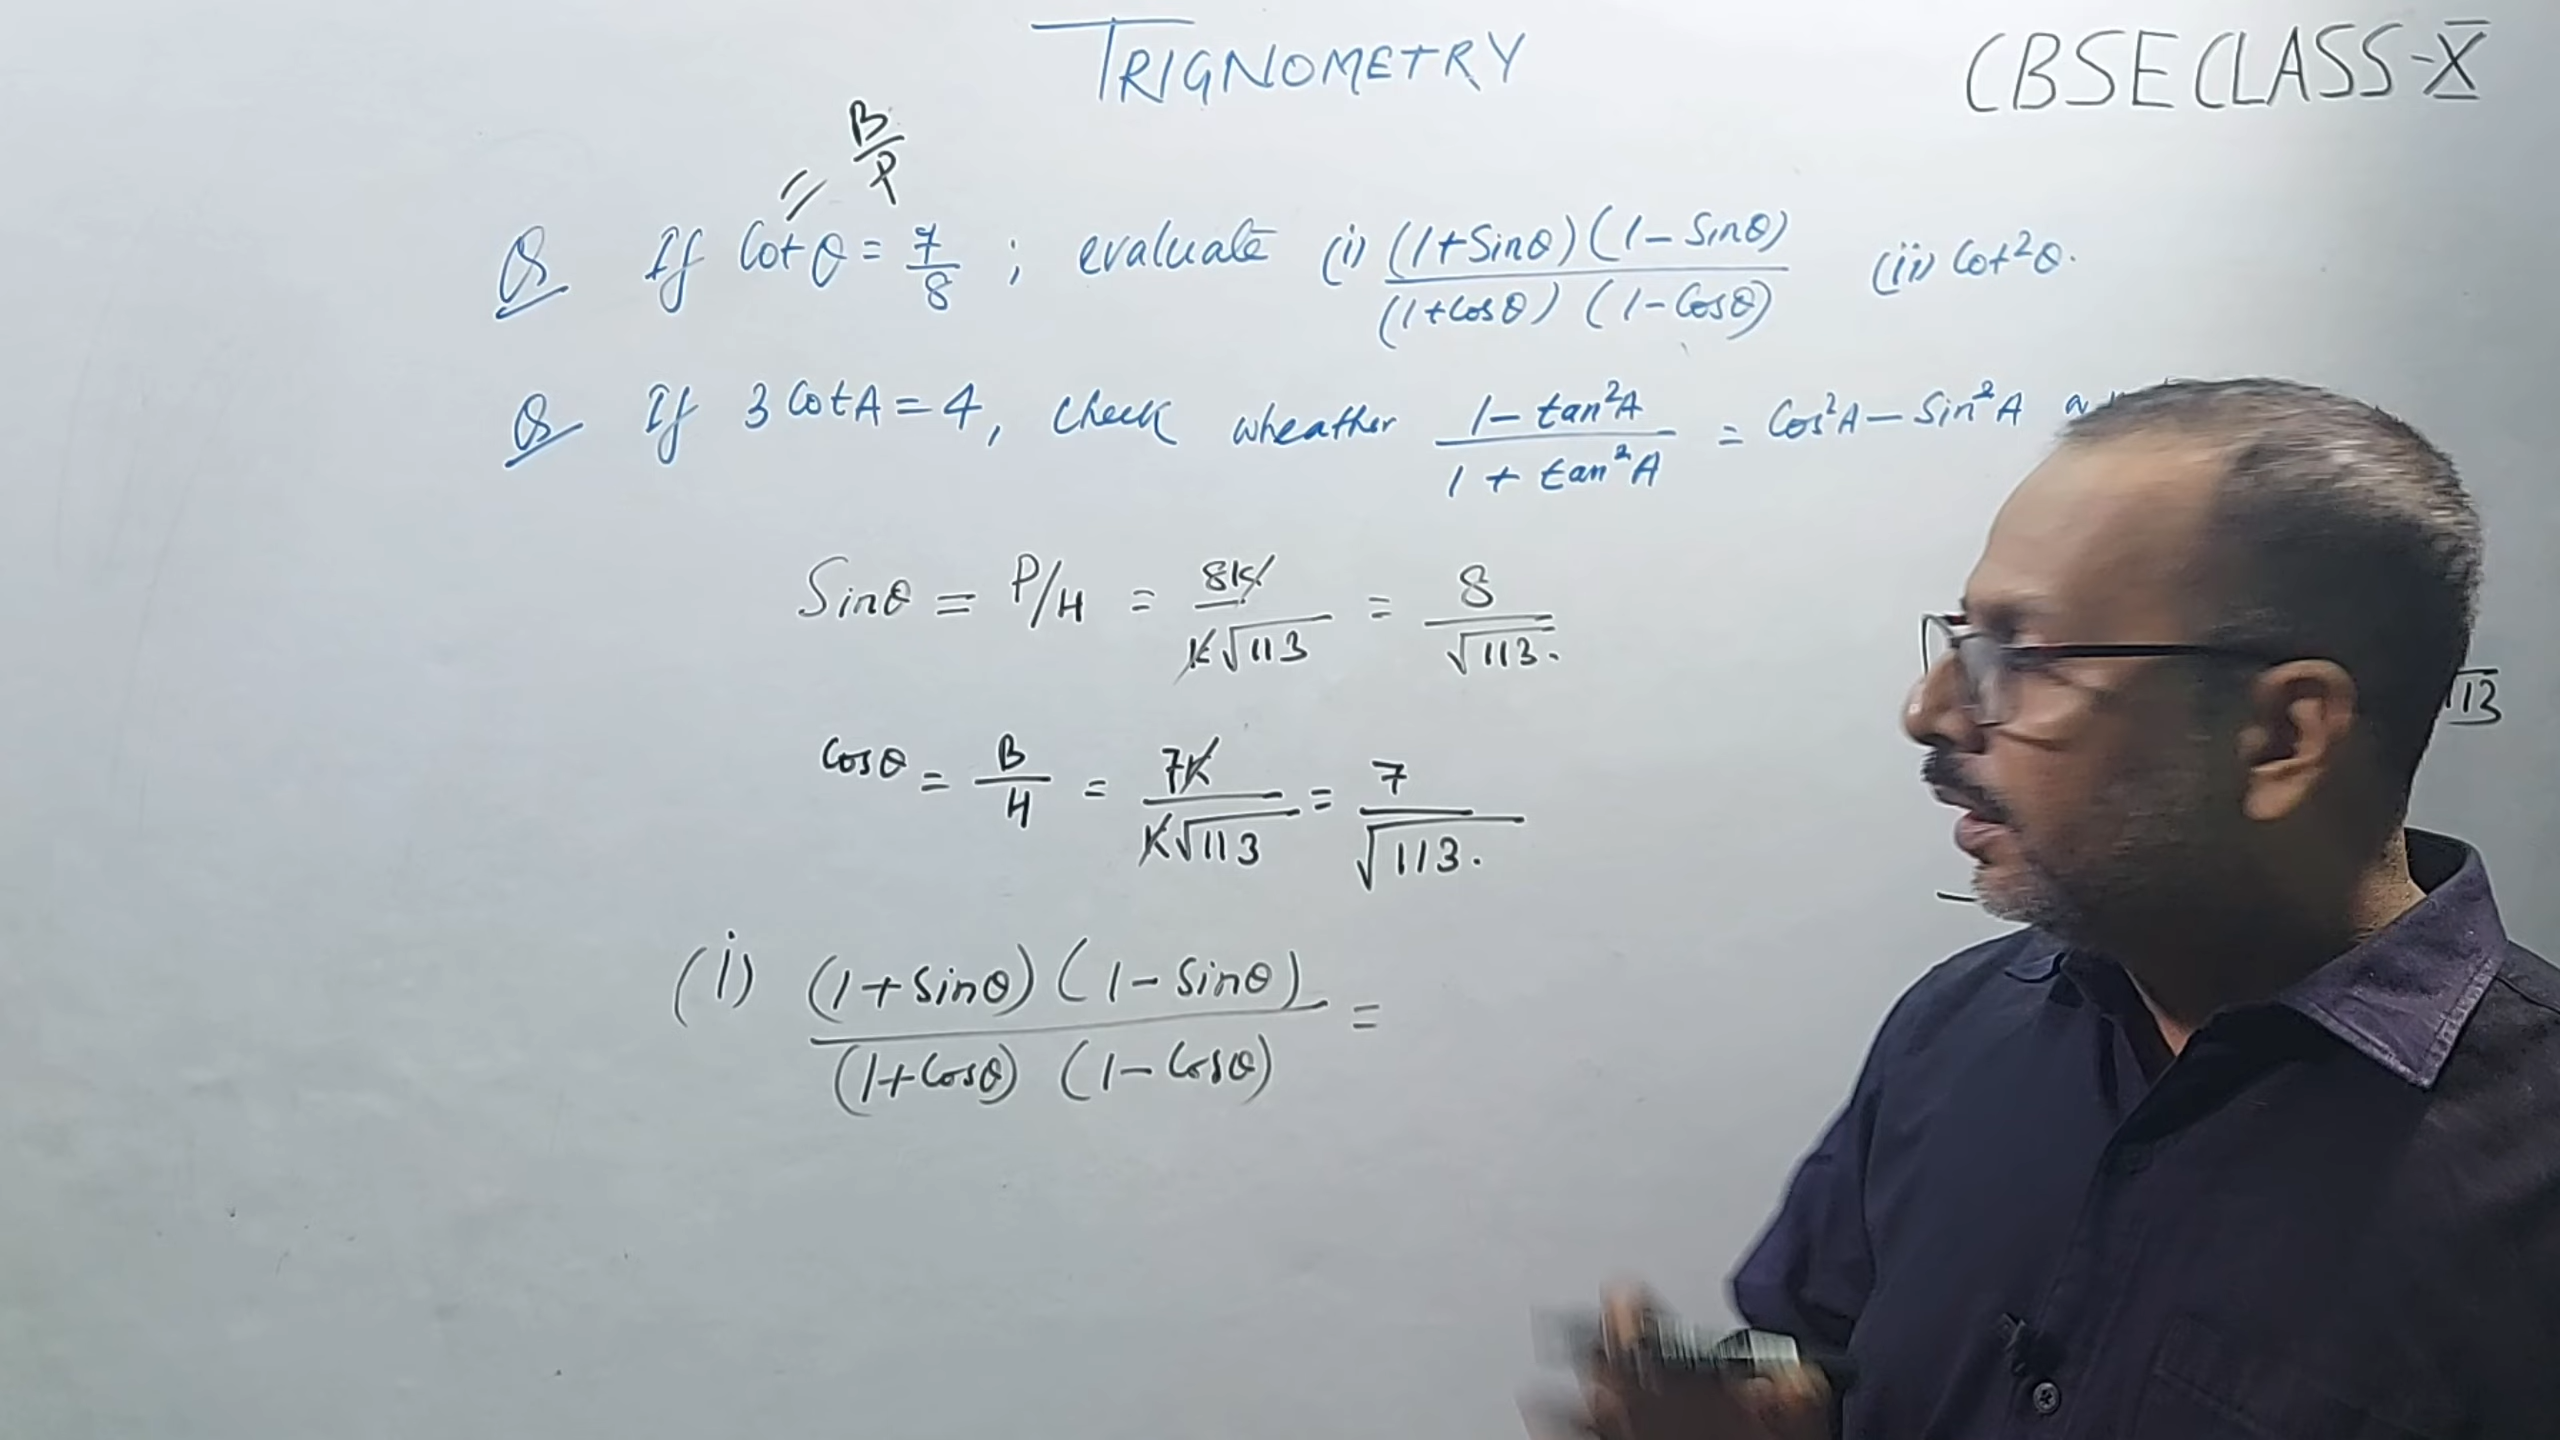 TRIGNOMETRY
CBSE CLASS-X
= B/P
Q If Cot θ = 7/8 ; evaluate (i) (1+Sinθ)(1-Sinθ) / (1+Cosθ)(1-Cosθ) (ii) Cot²θ.
Q If 3 Cot A = 4, Check wheather 1 - tan²A / 1 + tan²A = Cos²A - Sin²A
Sinθ = P/H = 8K / K√113 = 8 / √113.
Cosθ = B / H = 7K / K√113 = 7 / √113.
(i) (1+Sinθ)(1-Sinθ) / (1+Cosθ)(1-Cosθ) =